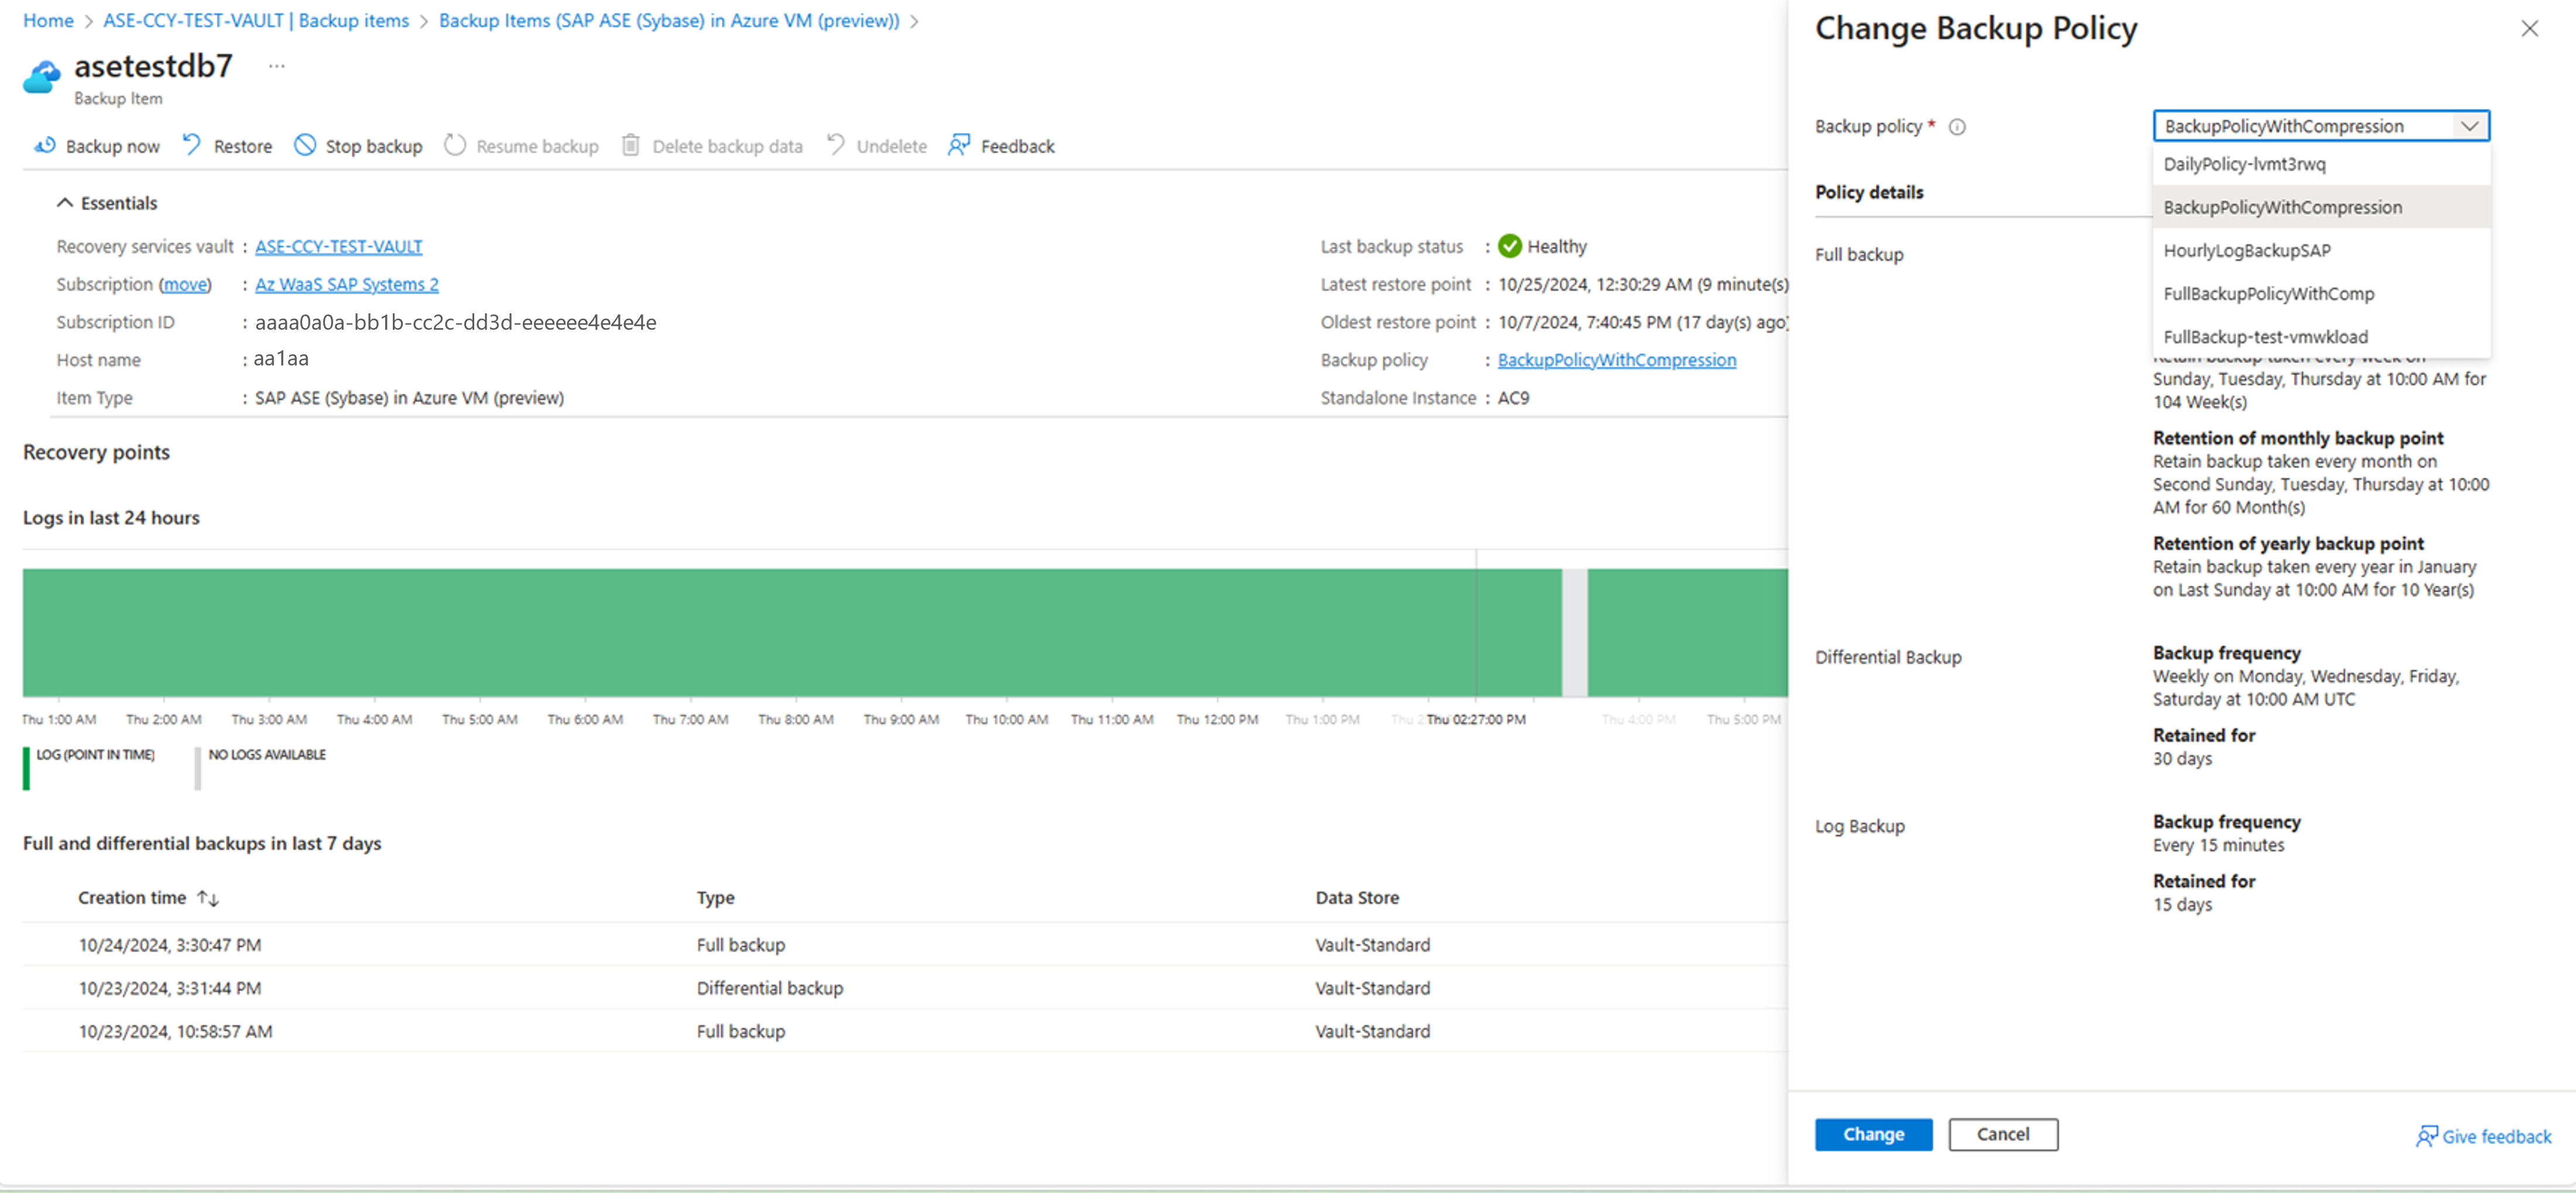 Home > ASE-CCY-TEST-VAULT | Backup items > Backup Items (SAP ASE (Sybase) in Azure VM (preview)) >
asetestdb7 ...
Backup Item
Backup now Restore Stop backup Resume backup Delete backup data Undelete Feedback
Essentials
Recovery services vault : ASE-CCY-TEST-VAULT
Subscription (move) : Az WaaS SAP Systems 2
Subscription ID : aaaa0a0a-bb1b-cc2c-dd3d-eeeeee4e4e4e
Host name : aa1aa
Item Type : SAP ASE (Sybase) in Azure VM (preview)
Last backup status : Healthy
Latest restore point : 10/25/2024, 12:30:29 AM (9 minute(s)
Oldest restore point : 10/7/2024, 7:40:45 PM (17 day(s) ago)
Backup policy : BackupPolicyWithCompression
Standalone Instance : AC9
Recovery points
Logs in last 24 hours
Thu 1:00 AM Thu 2:00 AM Thu 3:00 AM Thu 4:00 AM Thu 5:00 AM Thu 6:00 AM Thu 7:00 AM Thu 8:00 AM Thu 9:00 AM Thu 10:00 AM Thu 11:00 AM Thu 12:00 PM Thu 1:00 PM Thu 2: Thu 02:27:00 PM Thu 4:00 PM Thu 5:00 PM
LOG (POINT IN TIME) NO LOGS AVAILABLE
Full and differential backups in last 7 days
Creation time Type Data Store
10/24/2024, 3:30:47 PM Full backup Vault-Standard
10/23/2024, 3:31:44 PM Differential backup Vault-Standard
10/23/2024, 10:58:57 AM Full backup Vault-Standard
Change Backup Policy
Backup policy * BackupPolicyWithCompression
DailyPolicy-lvmt3rwq
BackupPolicyWithCompression
HourlyLogBackupSAP
FullBackupPolicyWithComp
FullBackup-test-vmwkload
Policy details
Full backup
Retain backup taken every week on
Sunday, Tuesday, Thursday at 10:00 AM for
104 Week(s)
Retention of monthly backup point
Retain backup taken every month on
Second Sunday, Tuesday, Thursday at 10:00
AM for 60 Month(s)
Retention of yearly backup point
Retain backup taken every year in January
on Last Sunday at 10:00 AM for 10 Year(s)
Differential Backup
Backup frequency
Weekly on Monday, Wednesday, Friday,
Saturday at 10:00 AM UTC
Retained for
30 days
Log Backup
Backup frequency
Every 15 minutes
Retained for
15 days
Change Cancel Give feedback